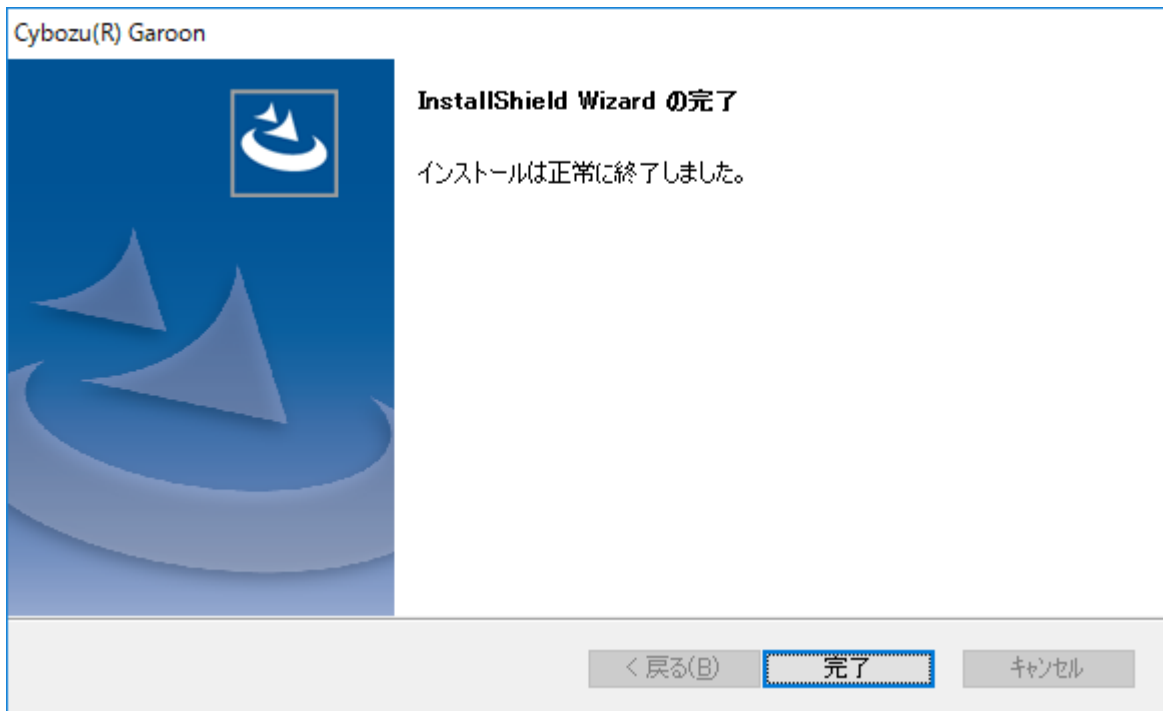 Cybozu(R) Garoon
InstallShield Wizard の完了
インストールは正常に終了しました。
< 戻る(B)
完了
キャンセル